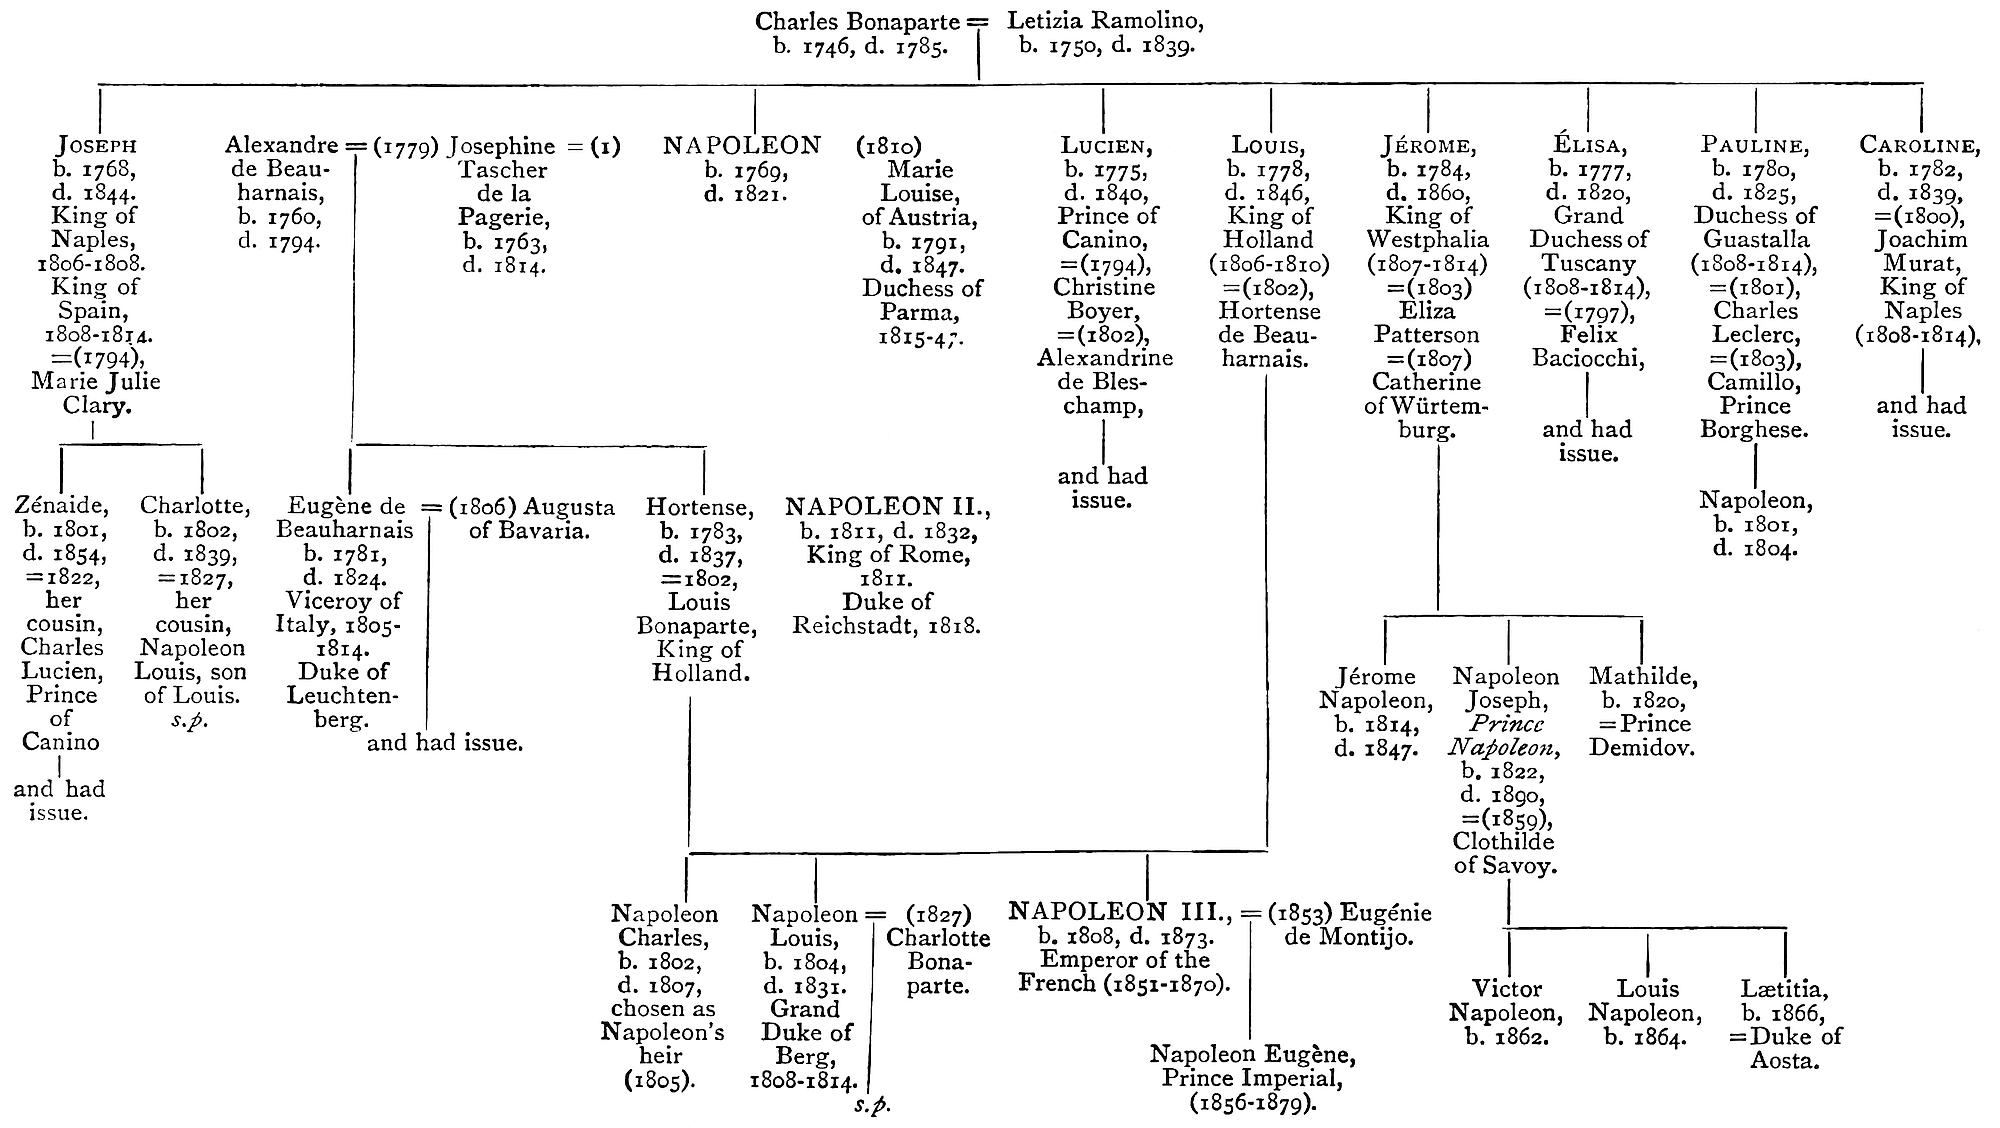 Charles Bonaparte =
b. 1746, d. 1785.
Letizia Ramolino,
b. 1750, d. 1839.
JOSEPH
b. 1768,
d. 1844.
King of
Naples,
1806-1808.
King of
Spain,
1808-1814.
=(1794),
Marie Julie
Clary.
Alexandre = (1779) Josephine = (1)
de Beau-
harnais,
b. 1760,
d. 1794.
Tascher
de la
Pagerie,
b. 1763,
d. 1814.
NAPOLEON
b. 1769,
d. 1821.
(1810)
Marie
Louise,
of Austria,
b. 1791,
d. 1847.
Duchess of
Parma,
1815-47.
LUCIEN,
b. 1775,
d. 1840,
Prince of
Canino,
=(1794),
Christine
Boyer,
=(1802),
Alexandrine
de Bles-
champ,
and had
issue.
LOUIS,
b. 1778,
d. 1846,
King of
Holland
(1806-1810)
=(1802),
Hortense
de Beau-
harnais.
JÉROME,
b. 1784,
d. 1860,
King of
Westphalia
(1807-1814)
=(1803)
Eliza
Patterson
=(1807)
Catherine
of Würtem-
burg.
ÉLISA,
b. 1777,
d. 1820,
Grand
Duchess of
Tuscany
(1808-1814),
=(1797),
Felix
Baciocchi,
and had
issue.
PAULINE,
b. 1780,
d. 1825,
Duchess of
Guastalla
(1808-1814),
=(1801),
Charles
Leclerc,
=(1803),
Camillo,
Prince
Borghese.
Napoleon,
b. 1801,
d. 1804.
CAROLINE,
b. 1782,
d. 1839,
=(1800),
Joachim
Murat,
King of
Naples
(1808-1814),
and had
issue.
Zénaide,
b. 1801,
d. 1854,
=1822,
her
cousin,
Charles
Lucien,
Prince
of
Canino
and had
issue.
Charlotte,
b. 1802,
d. 1839,
=1827,
her
cousin,
Napoleon
Louis, son
of Louis.
s.p.
Eugène de
Beauharnais
b. 1781,
d. 1824.
Viceroy of
Italy, 1805-
1814.
Duke of
Leuchten-
berg.
= (1806) Augusta
of Bavaria.
and had issue.
Hortense,
b. 1783,
d. 1837,
=1802,
Louis
Bonaparte,
King of
Holland.
NAPOLEON II.,
b. 1811, d. 1832,
King of Rome,
1811.
Duke of
Reichstadt, 1818.
Jérome
Napoleon,
b. 1814,
d. 1847.
Napoleon
Joseph,
Prince
Napoleon,
b. 1822,
d. 1890,
=(1859),
Clothilde
of Savoy.
Mathilde,
b. 1820,
=Prince
Demidov.
Napoleon
Charles,
b. 1802,
d. 1807,
chosen as
Napoleon's
heir
(1805).
Napoleon =
Louis,
b. 1804,
d. 1831.
Grand
Duke of
Berg,
1808-1814.
(1827)
Charlotte
Bona-
parte.
s.p.
NAPOLEON III., = (1853) Eugénie
b. 1808, d. 1873.
Emperor of the
French (1851-1870).
de Montijo.
Napoleon Eugène,
Prince Imperial,
(1856-1879).
Victor
Napoleon,
b. 1862.
Louis
Napoleon,
b. 1864.
Lætitia,
b. 1866,
=Duke of
Aosta.